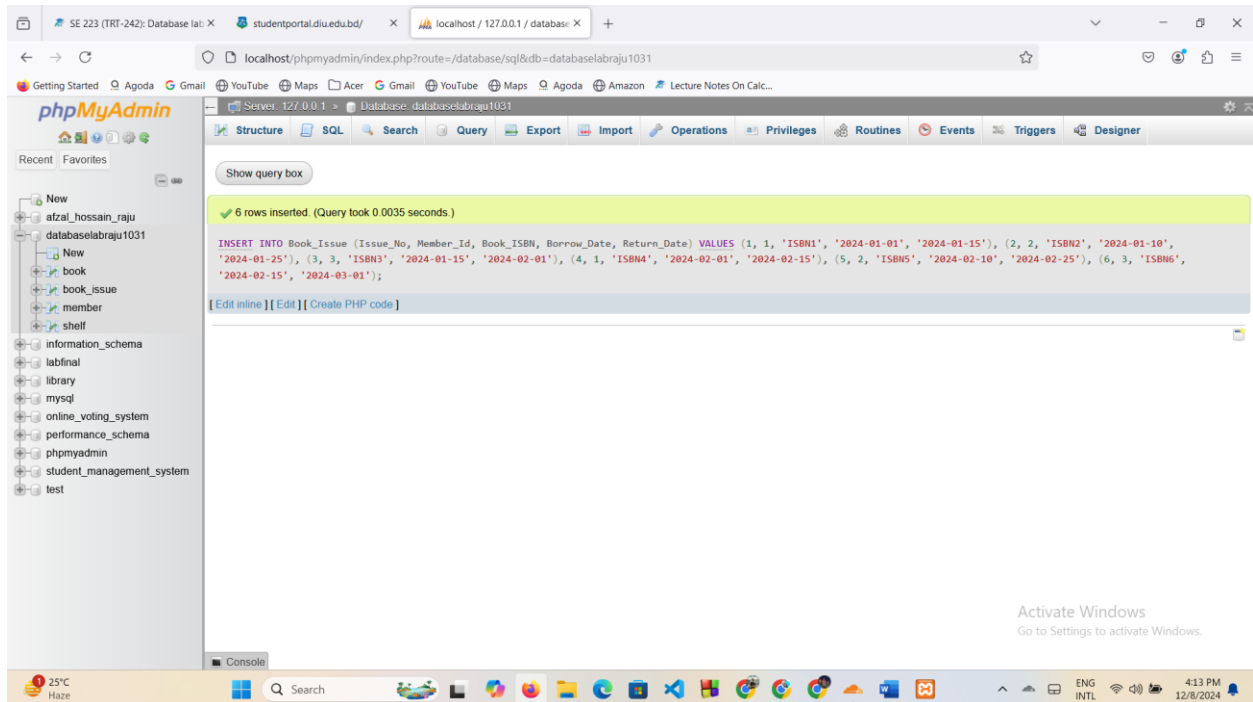 SE 223 (TRT-242): Database lab
studentportal.diu.edu.bd/
localhost / 127.0.0.1 / database
localhost/phpmyadmin/index.php?route=/database/sql&db=databaselabraju1031
Getting Started Agoda Gmail YouTube Maps Acer Gmail YouTube Maps Agoda Amazon Lecture Notes On Calc...
phpMyAdmin
Recent Favorites
New
afzal_hossain_raju
databaselabraju1031
New
book
book_issue
member
shelf
information_schema
labfinal
library
mysql
online_voting_system
performance_schema
phpmyadmin
student_management_system
test
Server: 127.0.0.1 » Database: databaselabraju1031
Structure SQL Search Query Export Import Operations Privileges Routines Events Triggers Designer
Show query box
6 rows inserted. (Query took 0.0035 seconds.)
INSERT INTO Book_Issue (Issue_No, Member_Id, Book_ISBN, Borrow_Date, Return_Date) VALUES (1, 1, 'ISBN1', '2024-01-01', '2024-01-15'), (2, 2, 'ISBN2', '2024-01-10',
'2024-01-25'), (3, 3, 'ISBN3', '2024-01-15', '2024-02-01'), (4, 1, 'ISBN4', '2024-02-01', '2024-02-15'), (5, 2, 'ISBN5', '2024-02-10', '2024-02-25'), (6, 3, 'ISBN6',
'2024-02-15', '2024-03-01');
[ Edit inline ] [ Edit ] [ Create PHP code ]
Activate Windows
Go to Settings to activate Windows.
Console
1
25°C
Haze
Search
ENG
INTL
4:13 PM
12/8/2024